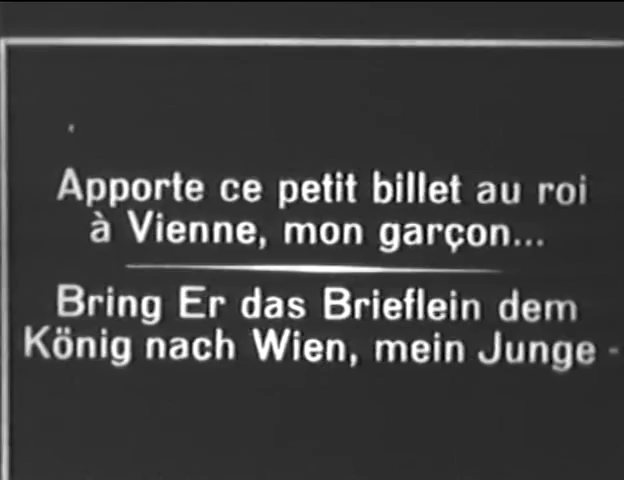 Apporte ce petit billet au roi
à Vienne, mon garçon...
Bring Er das Brieflein dem
König nach Wien, mein Junge -